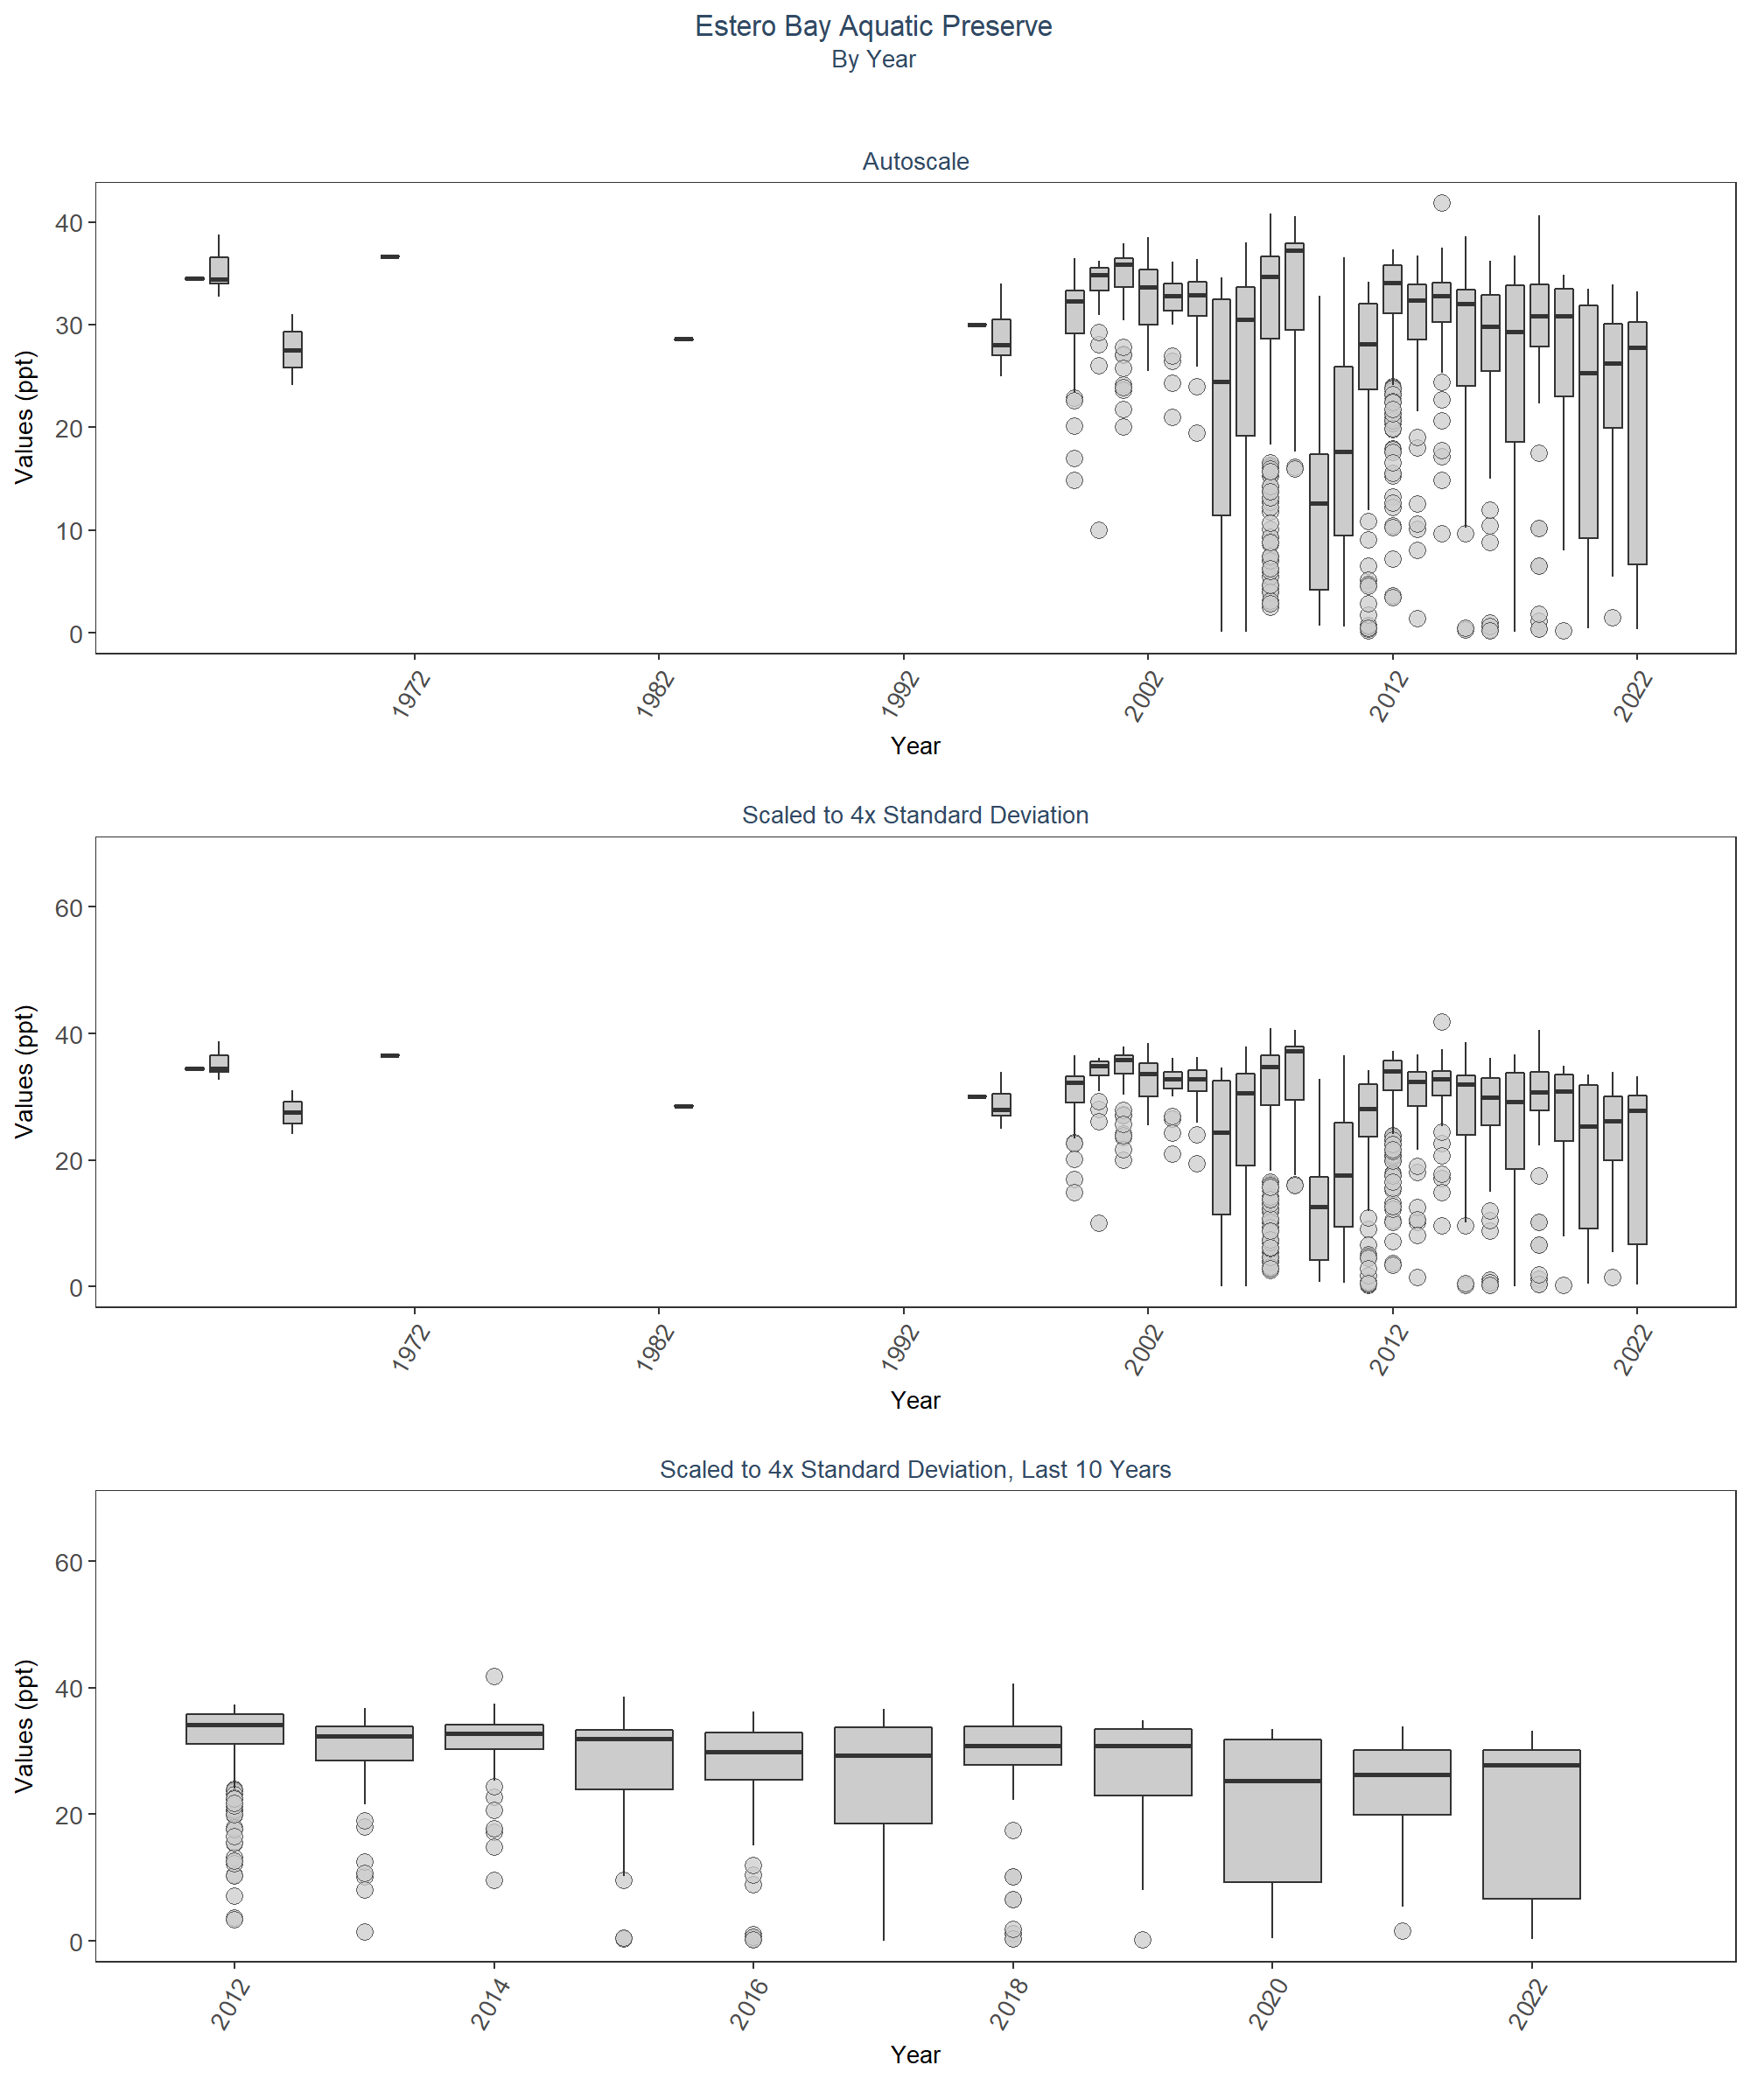 Estero Bay Aquatic Preserve
By Year
Autoscale
Values (ppt)
40
30
20
10
0
1972 1982 1992 2002 2012 2022
Year
Scaled to 4x Standard Deviation
Values (ppt)
60
40
20
0
1972 1982 1992 2002 2012 2022
Year
Scaled to 4x Standard Deviation, Last 10 Years
Values (ppt)
60
40
20
0
2012 2014 2016 2018 2020 2022
Year